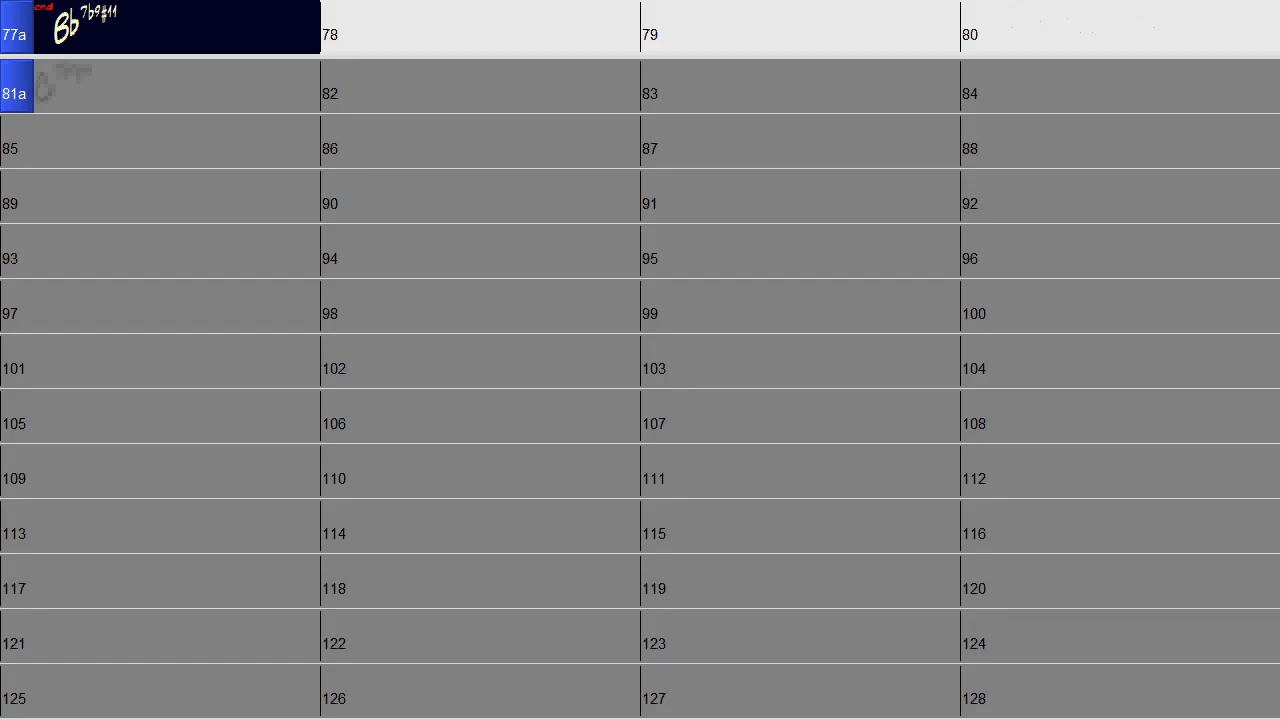 77a end Bb7b9#11 78 79 80
81a 82 83 84
85 86 87 88
89 90 91 92
93 94 95 96
97 98 99 100
101 102 103 104
105 106 107 108
109 110 111 112
113 114 115 116
117 118 119 120
121 122 123 124
125 126 127 128